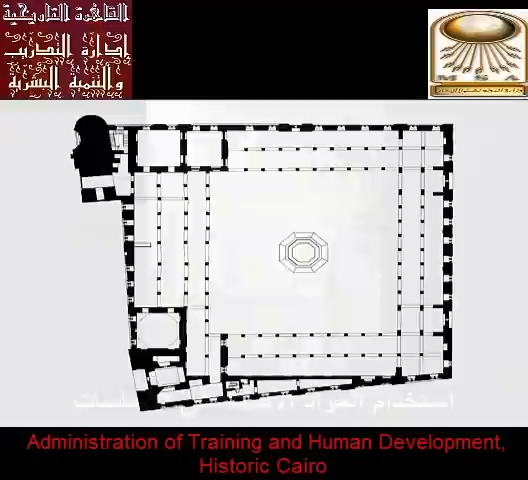 القاهرة التاريخية
إدارة التدريب
والتنمية البشرية
M S A
Administration of Training and Human Development,
Historic Cairo